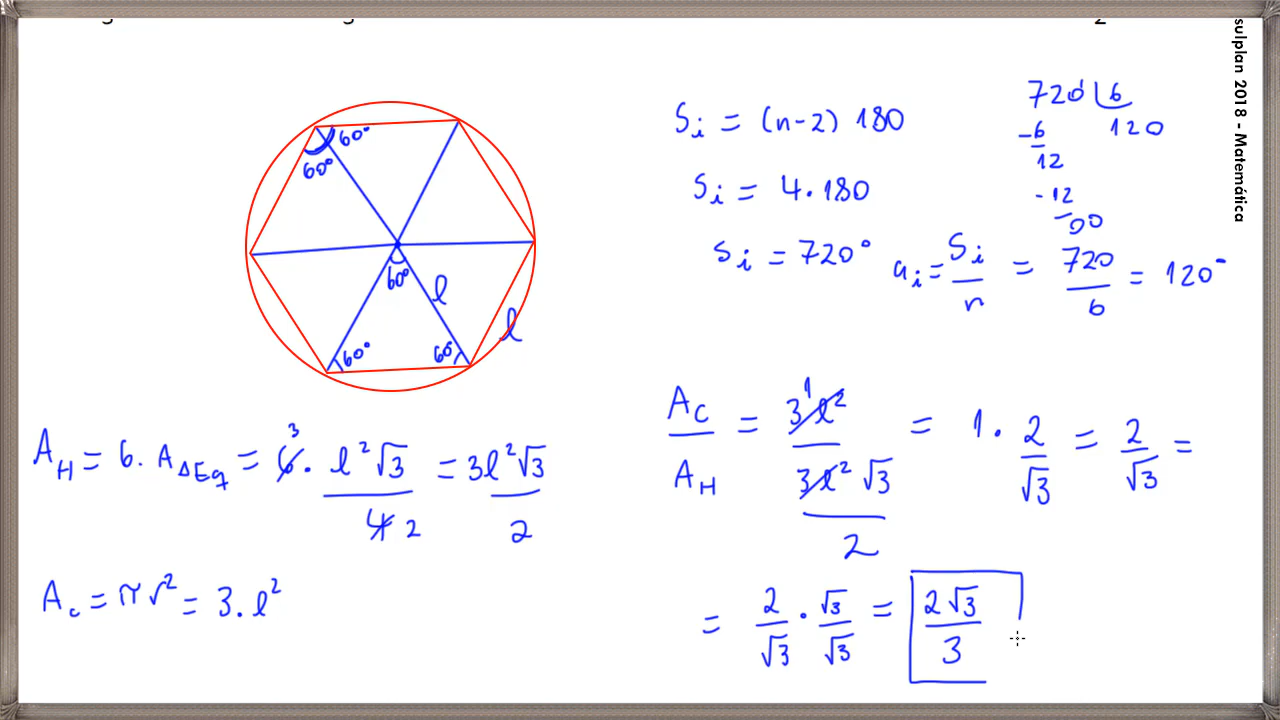 sulplan 2018 - Matemática
60°
60°
60°
l
l
60°
60°
S_i = (n-2) 180
S_i = 4.180
S_i = 720°
720 | 6
-6 120
12
-12
00
a_i = S_i/n = 720/6 = 120°
A_H = 6. A_ΔEq = 6̸ ³ . l²√3/4̸ 2 = 3l²√3/2
A_c = πr² = 3.l²
A_C/A_H = 3l² ¹/(3l²√3/2) = 1 . 2/√3 = 2/√3 =
= 2/√3 . √3/√3 = 2√3/3